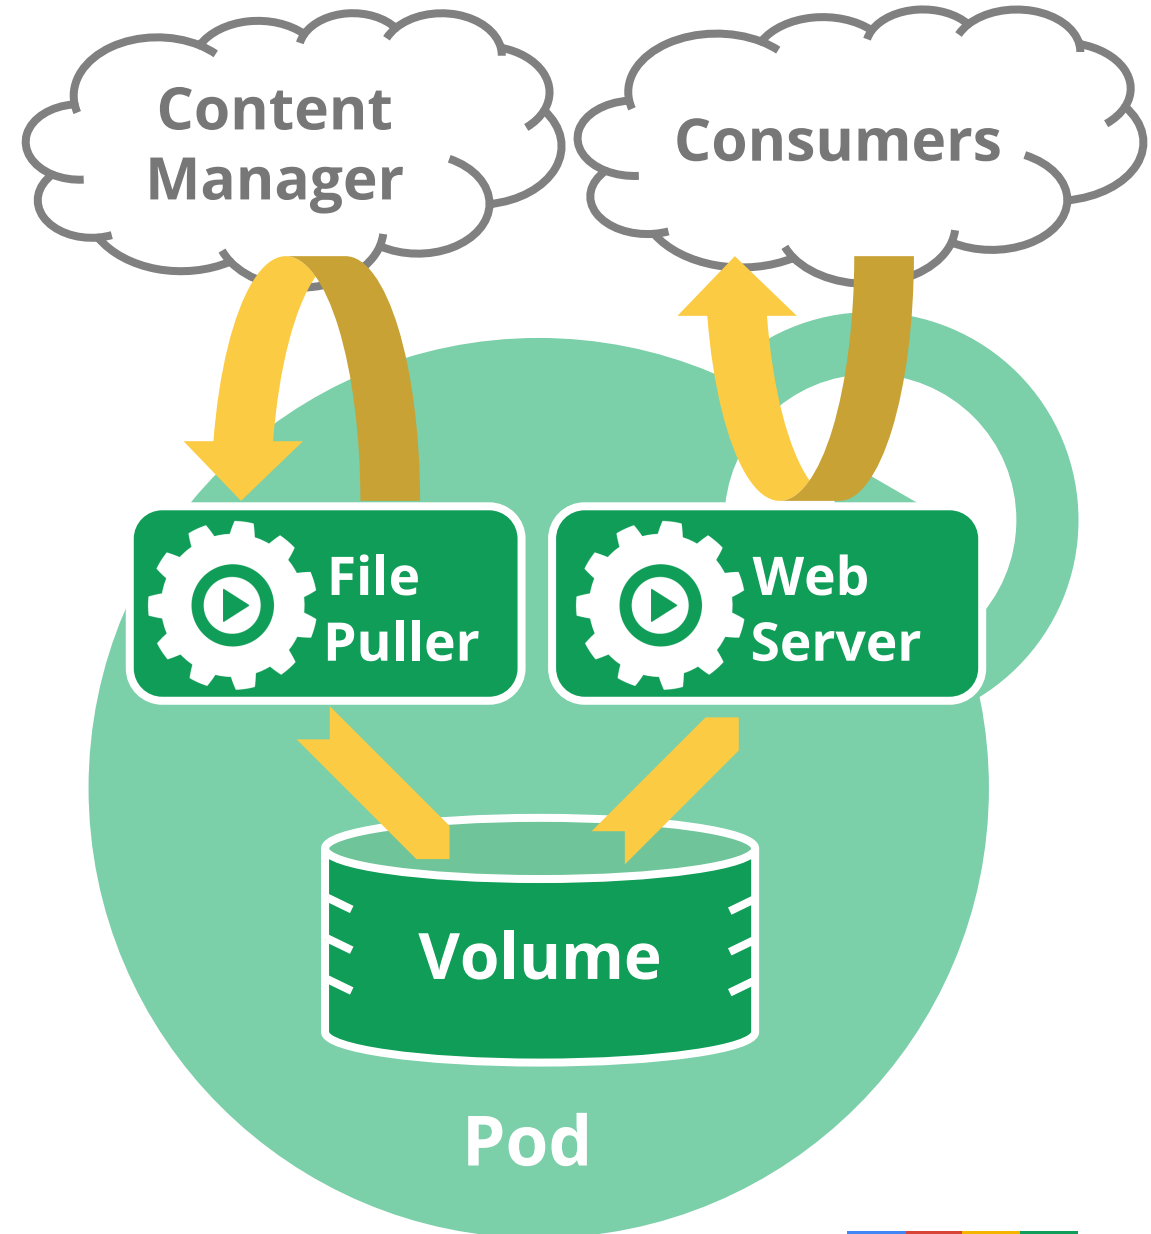 Content
Manager
Consumers
File
Puller
Web
Server
Volume
Pod